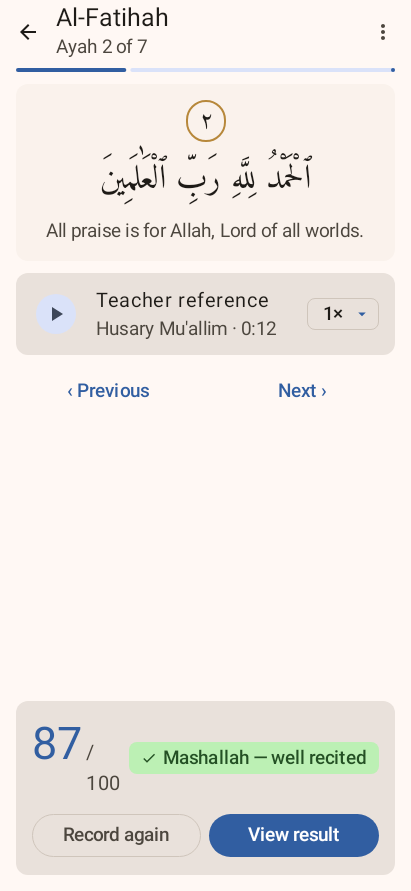 Al-Fatihah
Ayah 2 of 7
٢
ٱلْحَمْدُ لِلَّهِ رَبِّ ٱلْعَٰلَمِينَ
All praise is for Allah, Lord of all worlds.
Teacher reference
Husary Mu'allim · 0:12
1×
‹ Previous
Next ›
87 / 100
✓ Mashallah — well recited
Record again
View result